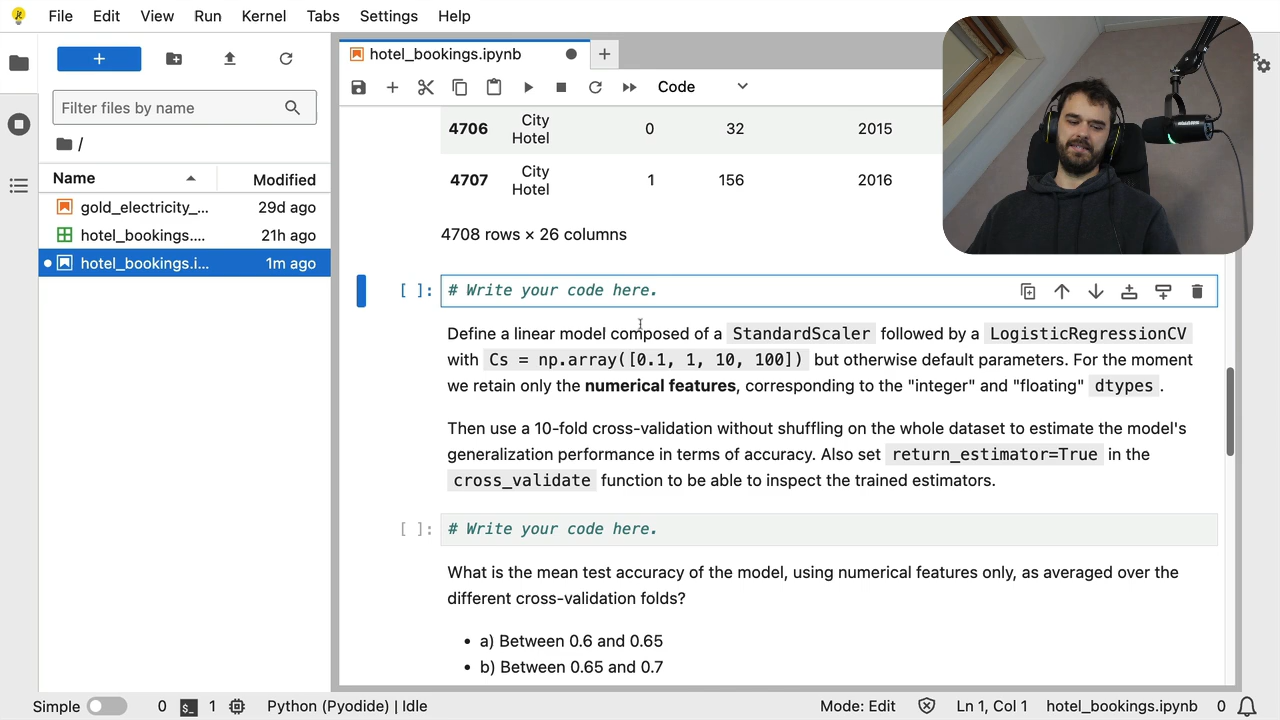 File Edit View Run Kernel Tabs Settings Help
Filter files by name
/
Name Modified
gold_electricity_... 29d ago
hotel_bookings.... 21h ago
hotel_bookings.i... 1m ago
hotel_bookings.ipynb
Code
4706 City Hotel 0 32 2015
4707 City Hotel 1 156 2016
4708 rows × 26 columns
[ ]: # Write your code here.
Define a linear model composed of a StandardScaler followed by a LogisticRegressionCV
with Cs = np.array([0.1, 1, 10, 100]) but otherwise default parameters. For the moment
we retain only the numerical features, corresponding to the "integer" and "floating" dtypes.
Then use a 10-fold cross-validation without shuffling on the whole dataset to estimate the model's
generalization performance in terms of accuracy. Also set return_estimator=True in the
cross_validate function to be able to inspect the trained estimators.
[ ]: # Write your code here.
What is the mean test accuracy of the model, using numerical features only, as averaged over the
different cross-validation folds?
• a) Between 0.6 and 0.65
• b) Between 0.65 and 0.7
Simple 0 $_ 1 Python (Pyodide) | Idle Mode: Edit Ln 1, Col 1 hotel_bookings.ipynb 0